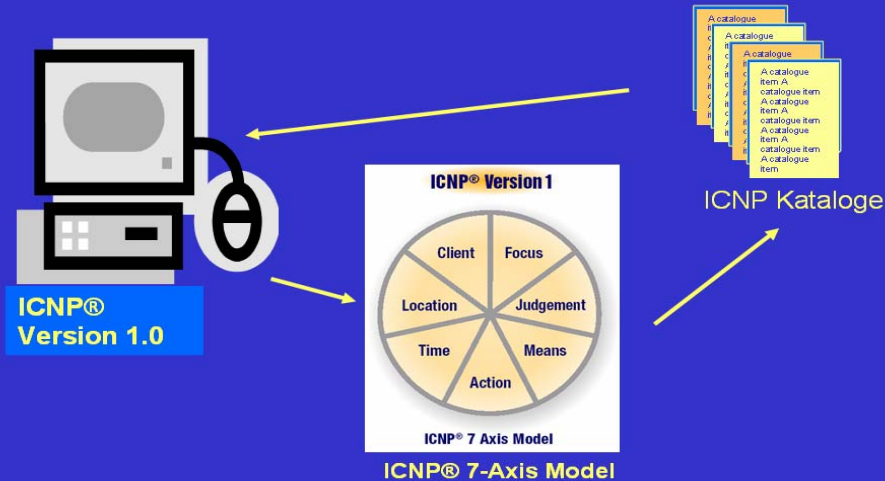 ICNP®
Version 1.0
ICNP® Version 1
Client
Focus
Location
Judgement
Time
Means
Action
ICNP® 7 Axis Model
ICNP® 7-Axis Model
A catalogue
A catalogue
A catalogue
A catalogue
item A
catalogue item
A catalogue
item A
catalogue item
A catalogue
item A
catalogue item
A catalogue
item
ICNP Kataloge